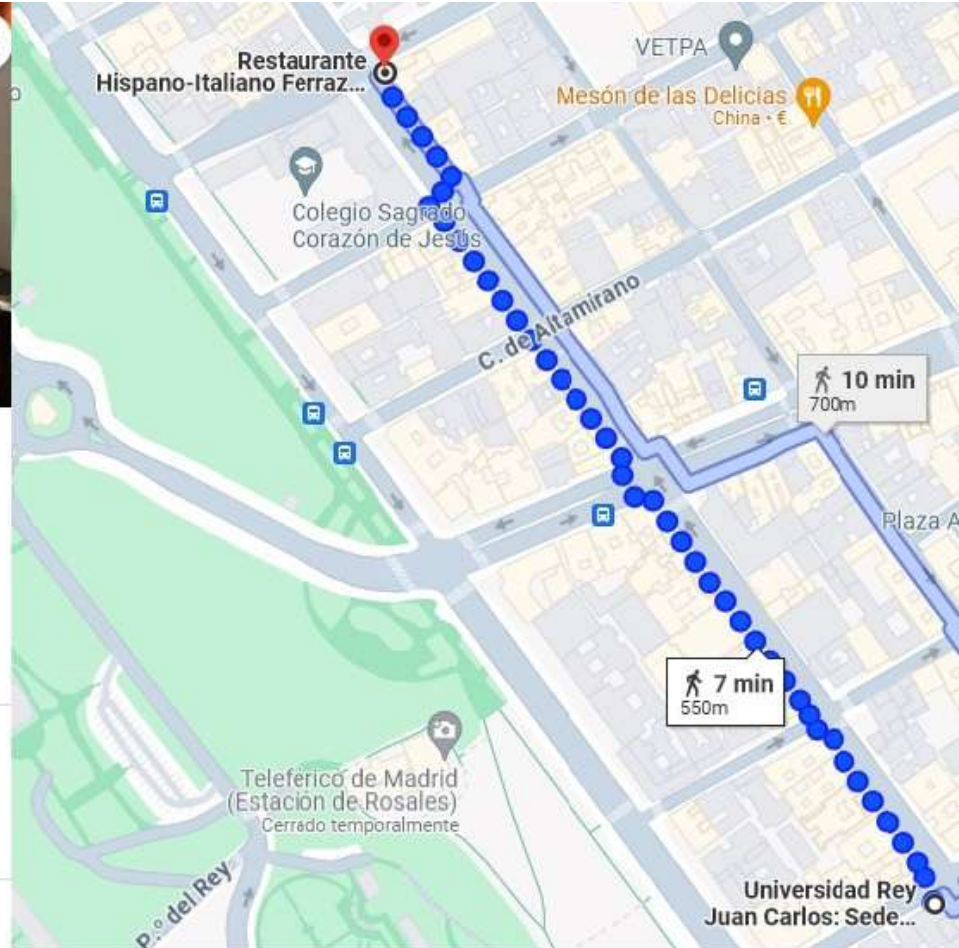 Restaurante
Hispano-Italiano Ferraz...
VETPA
Mesón de las Delicias
China • €
Colegio Sagrado
Corazón de Jesús
C. de Altamirano
10 min
700m
Plaza A
7 min
550m
Teleférico de Madrid
(Estación de Rosales)
Cerrado temporalmente
P.º del Rey
Universidad Rey
Juan Carlos: Sede...